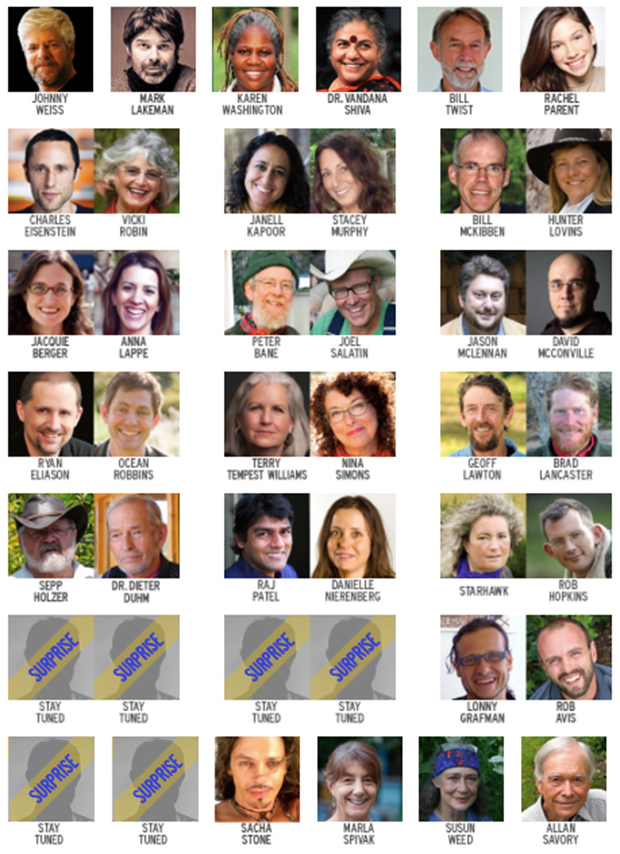 JOHNNY WEISS
MARK LAKEMAN
KAREN WASHINGTON
DR. VANDANA SHIVA
BILL TWIST
RACHEL PARENT
CHARLES EISENSTEIN
VICKI ROBIN
JANELL KAPOOR
STACEY MURPHY
BILL MCKIBBEN
HUNTER LOVINS
JACQUIE BERGER
ANNA LAPPE
PETER BANE
JOEL SALATIN
JASON MCLENNAN
DAVID MCCONVILLE
RYAN ELIASON
OCEAN ROBBINS
TERRY TEMPEST WILLIAMS
NINA SIMONS
GEOFF LAWTON
BRAD LANCASTER
SEPP HOLZER
DR. DIETER DUHM
RAJ PATEL
DANIELLE NIERENBERG
STARHAWK
ROB HOPKINS
SURPRISE
STAY TUNED
SURPRISE
STAY TUNED
SURPRISE
STAY TUNED
SURPRISE
STAY TUNED
LONNY GRAFMAN
ROB AVIS
SURPRISE
STAY TUNED
SURPRISE
STAY TUNED
SACHA STONE
MARLA SPIVAK
SUSUN WEED
ALLAN SAVORY